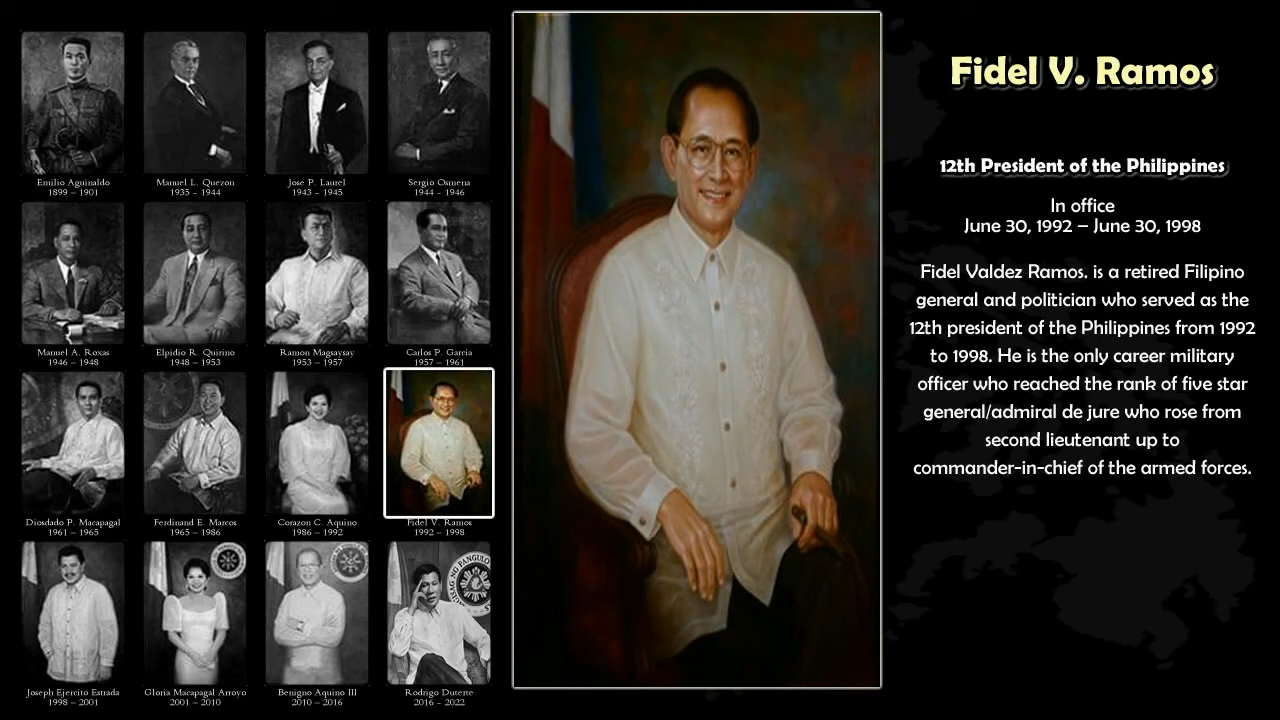 Emilio Aguinaldo
1899 – 1901
Manuel L. Quezon
1935 - 1944
Jose P. Laurel
1943 - 1945
Sergio Osmena
1944 – 1946
Manuel A. Roxas
1946 – 1948
Elpidio R. Quirino
1948 – 1953
Ramon Magsaysay
1953 – 1957
Carlos P. Garcia
1957 – 1961
Diosdado P. Macapagal
1961 – 1965
Ferdinand E. Marcos
1965 – 1986
Corazon C. Aquino
1986 – 1992
Fidel V. Ramos
1992 – 1998
Joseph Ejercito Estrada
1998 – 2001
Gloria Macapagal Arroyo
2001 – 2010
Benigno Aquino III
2010 – 2016
Rodrigo Duterte
2016 - 2022
Fidel V. Ramos
12th President of the Philippines
In office
June 30, 1992 – June 30, 1998
Fidel Valdez Ramos. is a retired Filipino
general and politician who served as the
12th president of the Philippines from 1992
to 1998. He is the only career military
officer who reached the rank of five star
general/admiral de jure who rose from
second lieutenant up to
commander-in-chief of the armed forces.